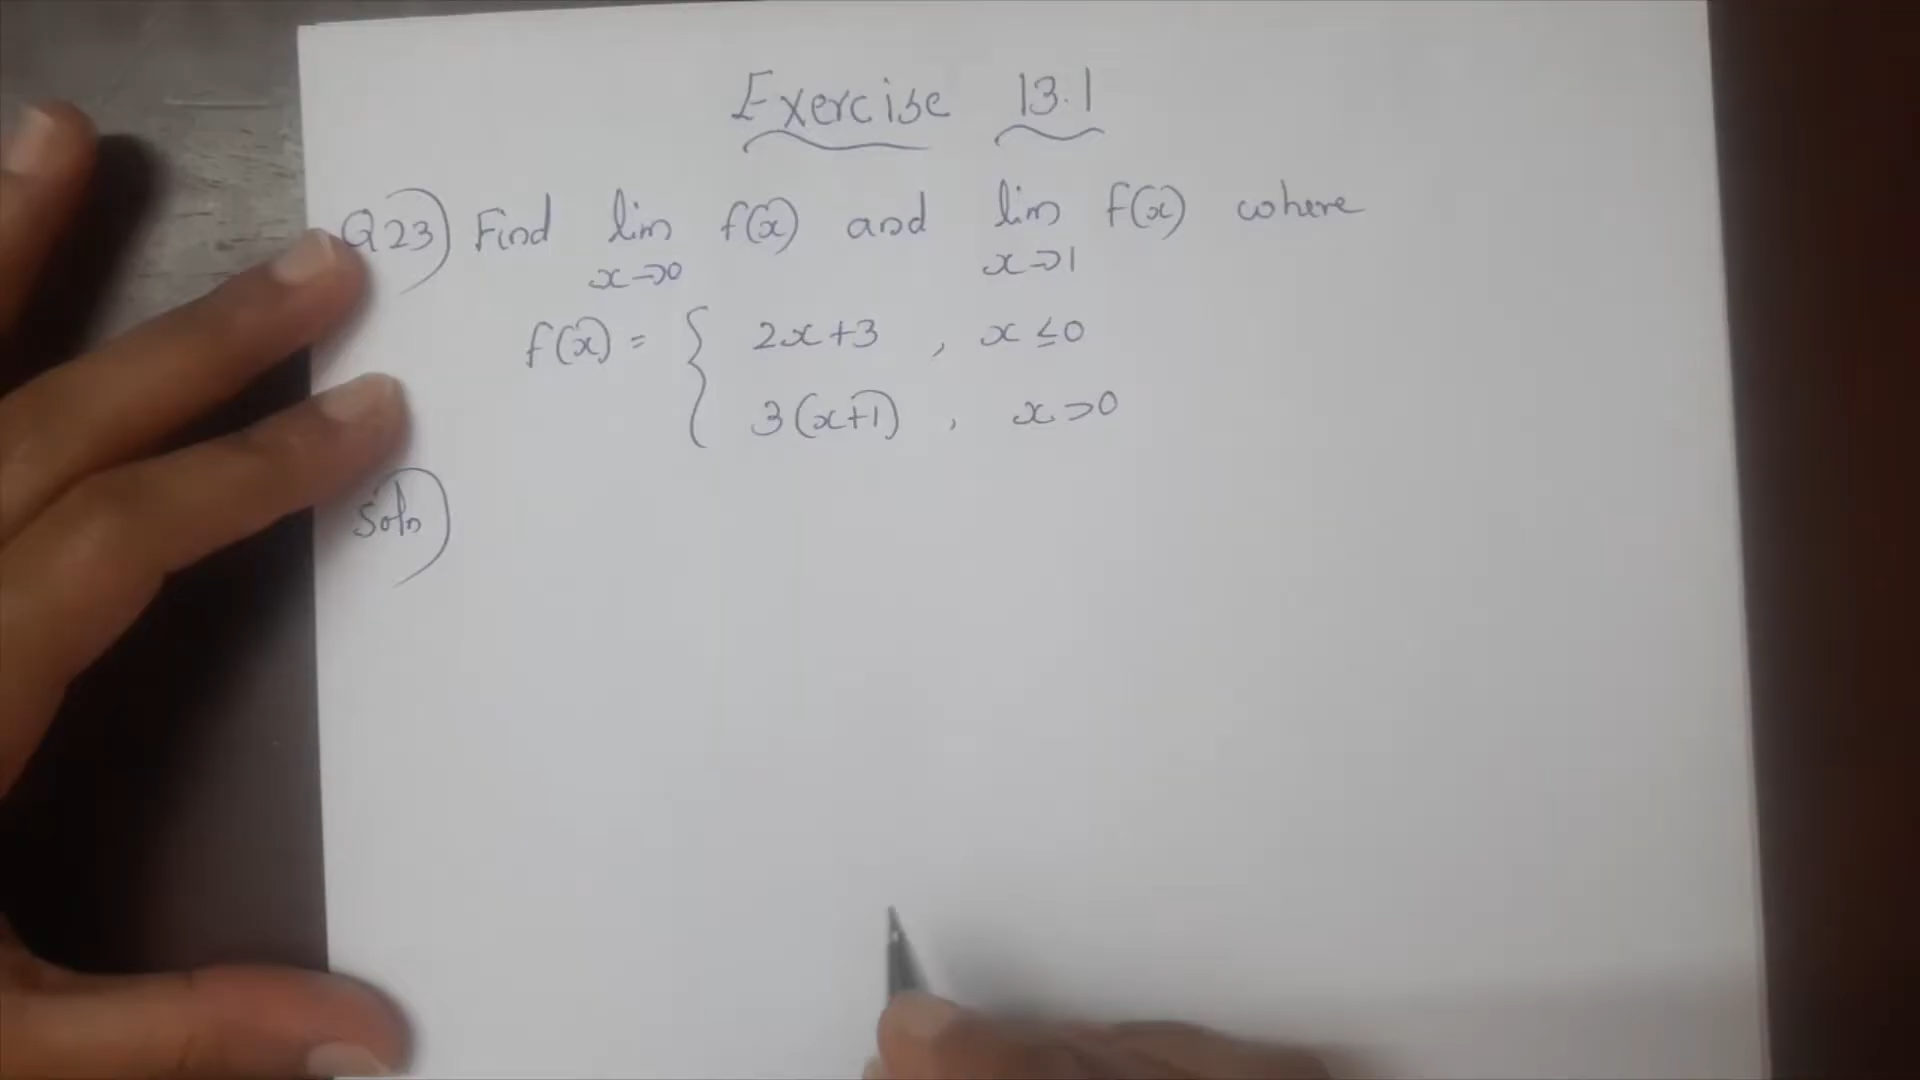 Exercise 13.1
Q23) Find lim f(x) and lim f(x) where
x→0 x→1
f(x) = { 2x+3 , x≤0
3(x+1) , x>0
Soln)